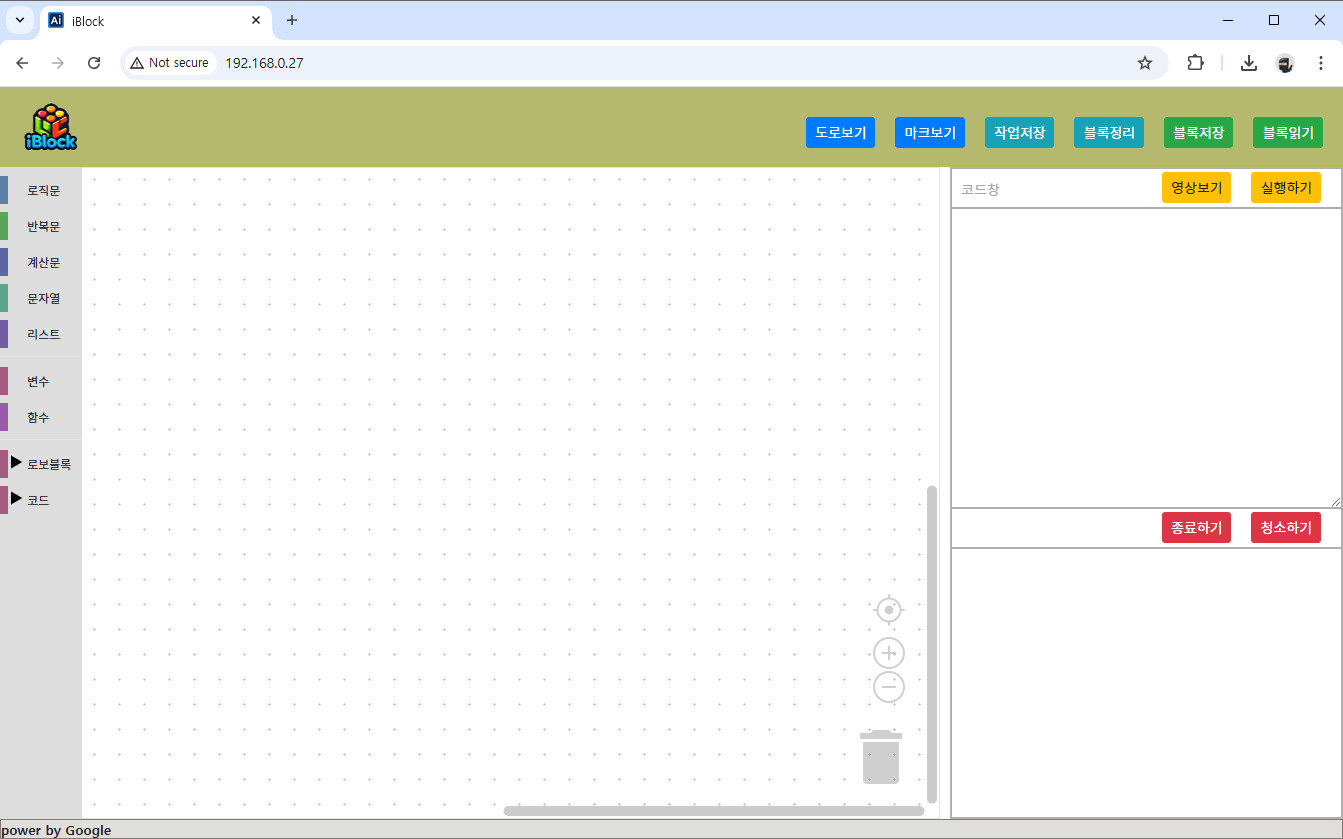 iBlock
Not secure 192.168.0.27
iBlock
도로보기 마크보기 작업저장 블록정리 블록저장 블록읽기
로직문
반복문
계산문
문자열
리스트
변수
함수
로보블록
코드
코드창 영상보기 실행하기
종료하기 청소하기
power by Google